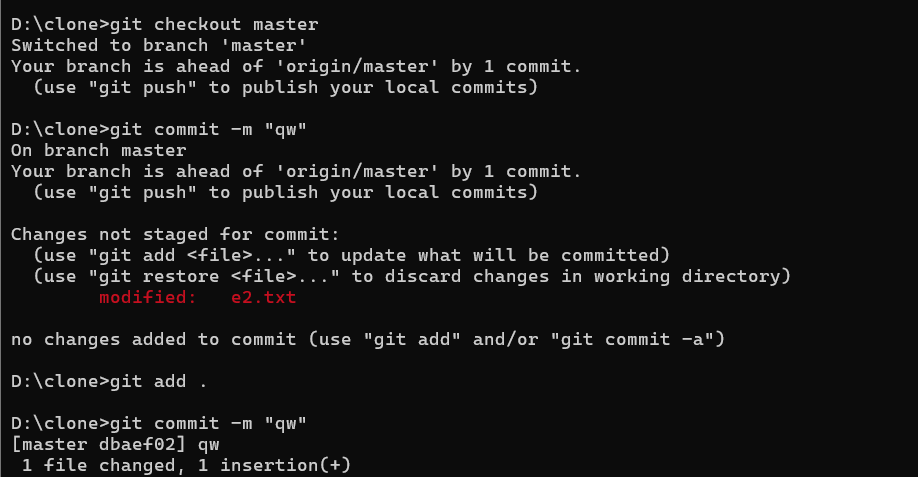 D:\clone>git checkout master
Switched to branch 'master'
Your branch is ahead of 'origin/master' by 1 commit.
  (use "git push" to publish your local commits)

D:\clone>git commit -m "qw"
On branch master
Your branch is ahead of 'origin/master' by 1 commit.
  (use "git push" to publish your local commits)

Changes not staged for commit:
  (use "git add <file>..." to update what will be committed)
  (use "git restore <file>..." to discard changes in working directory)
        modified:   e2.txt

no changes added to commit (use "git add" and/or "git commit -a")

D:\clone>git add .

D:\clone>git commit -m "qw"
[master dbaef02] qw
 1 file changed, 1 insertion(+)